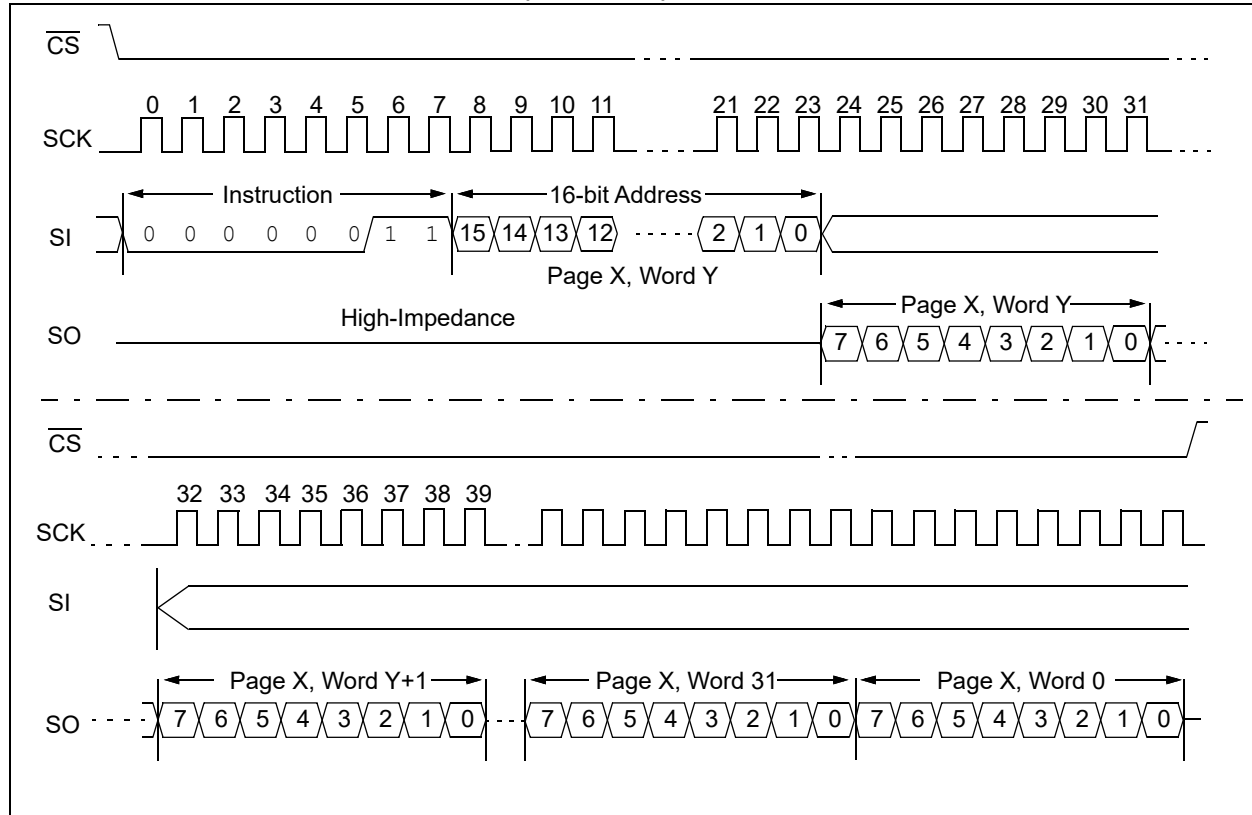 CS
0 1 2 3 4 5 6 7 8 9 10 11 21 22 23 24 25 26 27 28 29 30 31
SCK
Instruction 16-bit Address
SI 0 0 0 0 0 0 1 1 15 14 13 12 2 1 0
Page X, Word Y
High-Impedance Page X, Word Y
SO 7 6 5 4 3 2 1 0
CS
32 33 34 35 36 37 38 39
SCK
SI
Page X, Word Y+1 Page X, Word 31 Page X, Word 0
SO 7 6 5 4 3 2 1 0 7 6 5 4 3 2 1 0 7 6 5 4 3 2 1 0